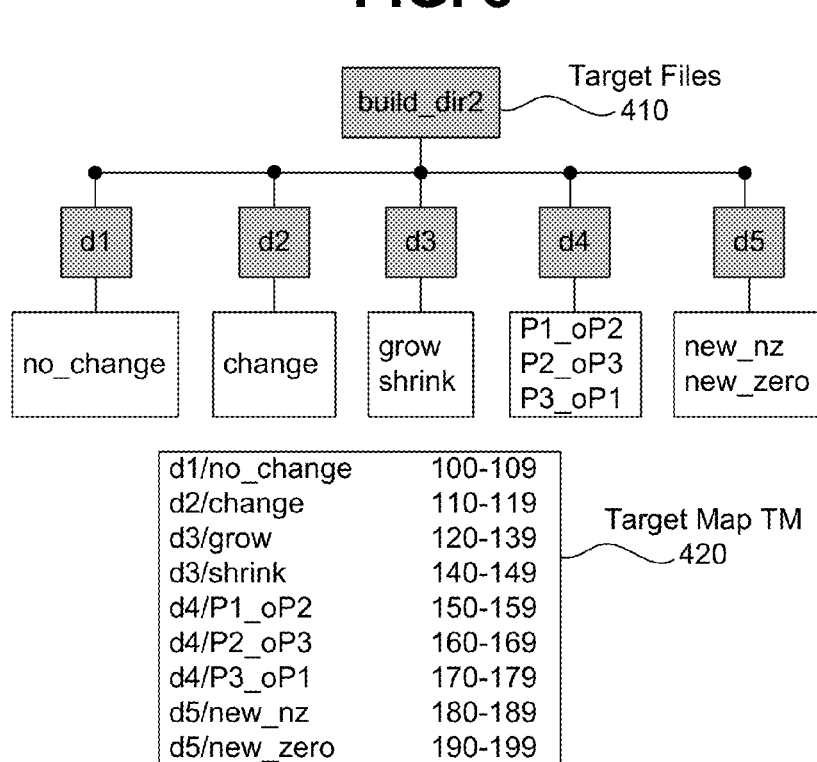 build_dir2
Target Files
410
d1
d2
d3
d4
d5
no_change
change
grow
shrink
P1_oP2
P2_oP3
P3_oP1
new_nz
new_zero
d1/no_change 100-109
d2/change 110-119
d3/grow 120-139
d3/shrink 140-149
d4/P1_oP2 150-159
d4/P2_oP3 160-169
d4/P3_oP1 170-179
d5/new_nz 180-189
d5/new_zero 190-199
Target Map TM
420